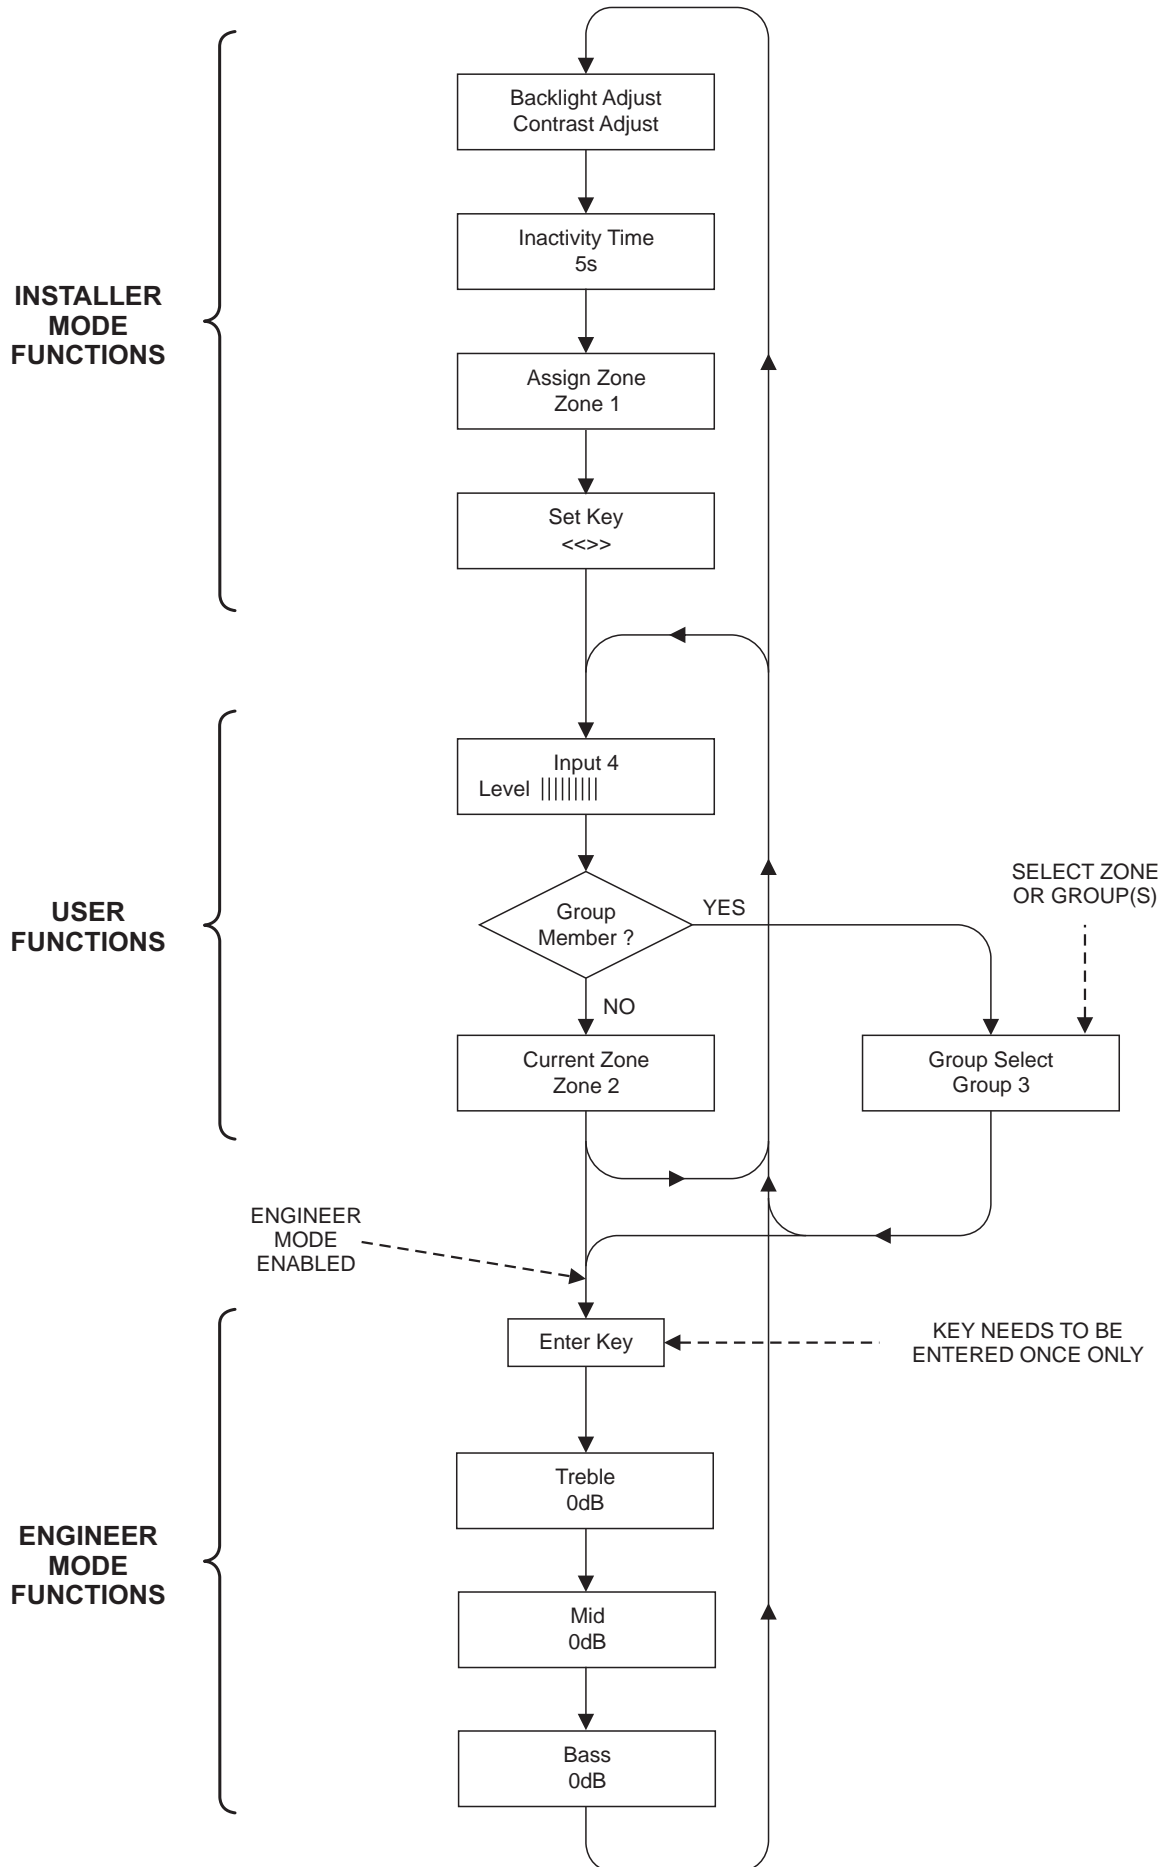 Backlight Adjust
Contrast Adjust
Inactivity Time
5s
INSTALLER
MODE
FUNCTIONS
Assign Zone
Zone 1
Set Key
<<>>
Input 4
Level |||||||||
USER
FUNCTIONS
Group
Member ?
YES
NO
SELECT ZONE
OR GROUP(S)
Current Zone
Zone 2
Group Select
Group 3
ENGINEER
MODE
ENABLED
Enter Key
KEY NEEDS TO BE
ENTERED ONCE ONLY
Treble
0dB
ENGINEER
MODE
FUNCTIONS
Mid
0dB
Bass
0dB